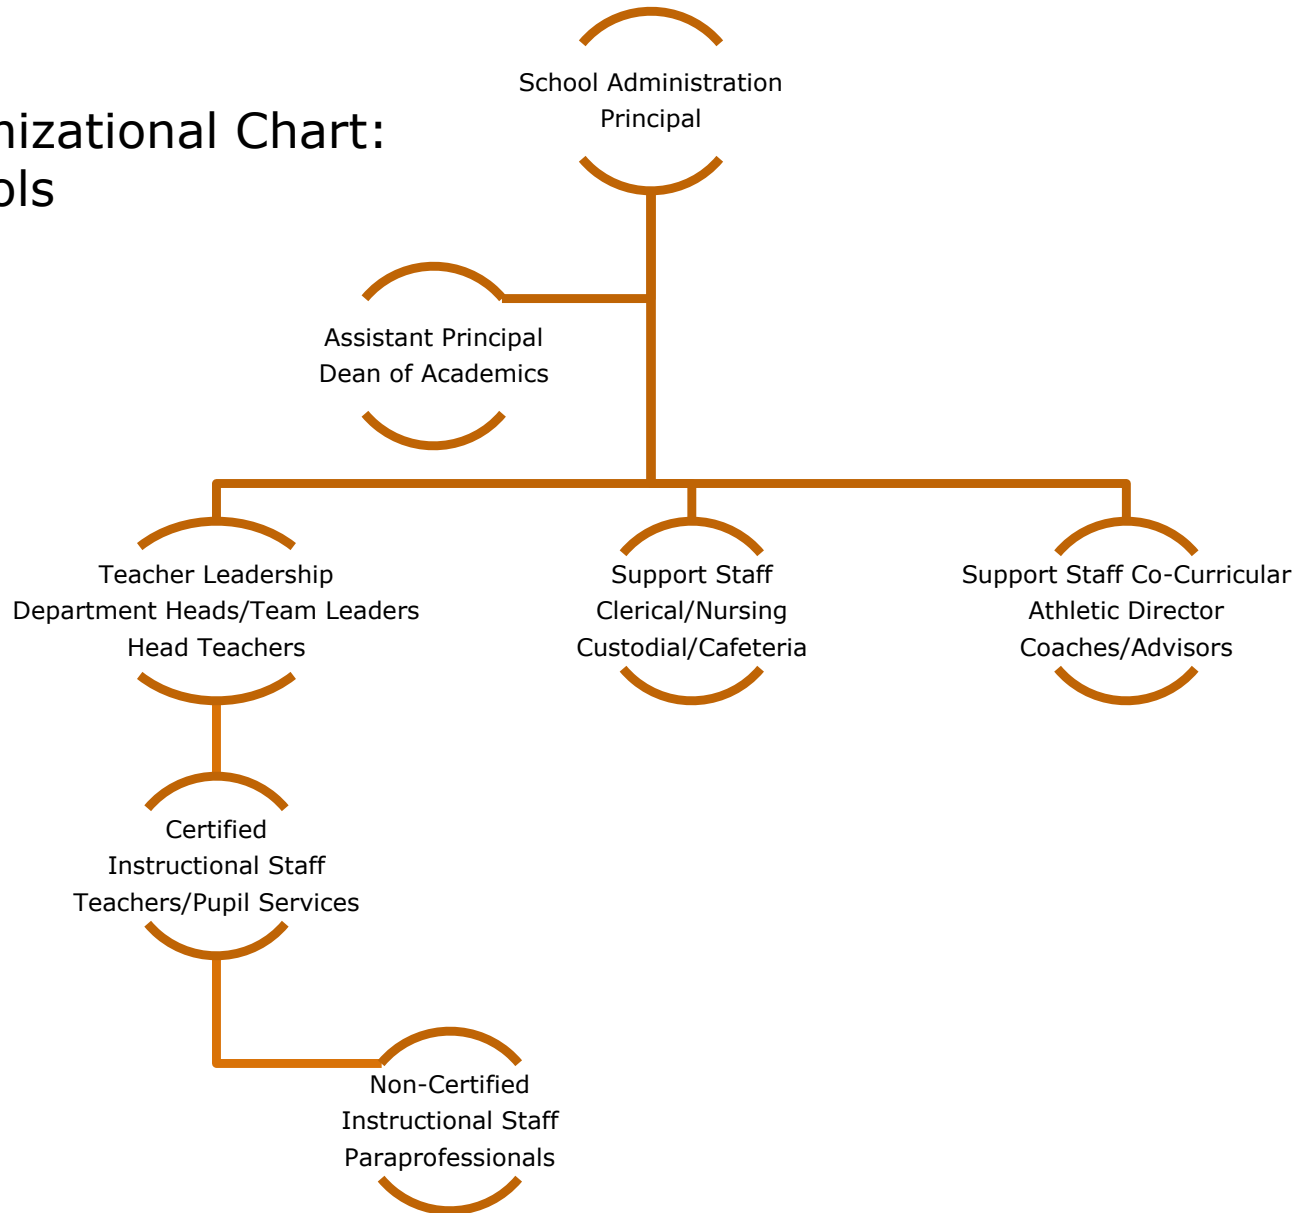 School Administration
Principal
nizational Chart:
ols
Assistant Principal
Dean of Academics
Teacher Leadership
Department Heads/Team Leaders
Head Teachers
Support Staff
Clerical/Nursing
Custodial/Cafeteria
Support Staff Co-Curricular
Athletic Director
Coaches/Advisors
Certified
Instructional Staff
Teachers/Pupil Services
Non-Certified
Instructional Staff
Paraprofessionals